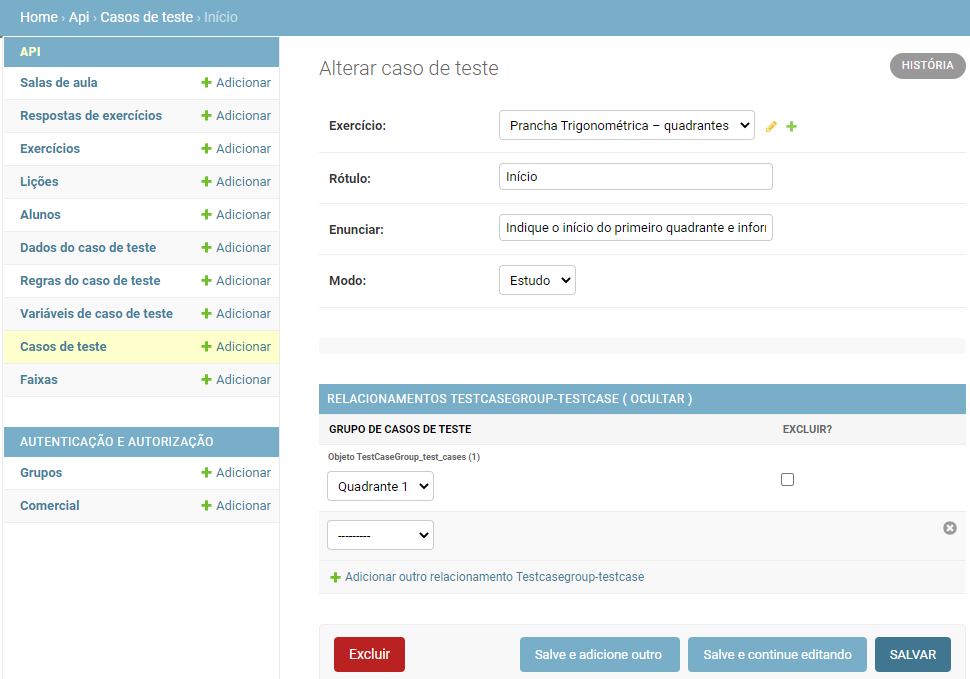 Home › Api › Casos de teste › Início
API
Salas de aula Adicionar
Respostas de exercícios Adicionar
Exercícios Adicionar
Lições Adicionar
Alunos Adicionar
Dados do caso de teste Adicionar
Regras do caso de teste Adicionar
Variáveis de caso de teste Adicionar
Casos de teste Adicionar
Faixas Adicionar
AUTENTICAÇÃO E AUTORIZAÇÃO
Grupos Adicionar
Comercial Adicionar
Alterar caso de teste
HISTÓRIA
Exercício: Prancha Trigonométrica – quadrantes
Rótulo: Início
Enunciar: Indique o início do primeiro quadrante e infor
Modo: Estudo
RELACIONAMENTOS TESTCASEGROUP-TESTCASE ( OCULTAR )
GRUPO DE CASOS DE TESTE EXCLUIR?
Objeto TestCaseGroup_test_cases (1)
Quadrante 1
---------
Adicionar outro relacionamento Testcasegroup-testcase
Excluir Salve e adicione outro Salve e continue editando SALVAR